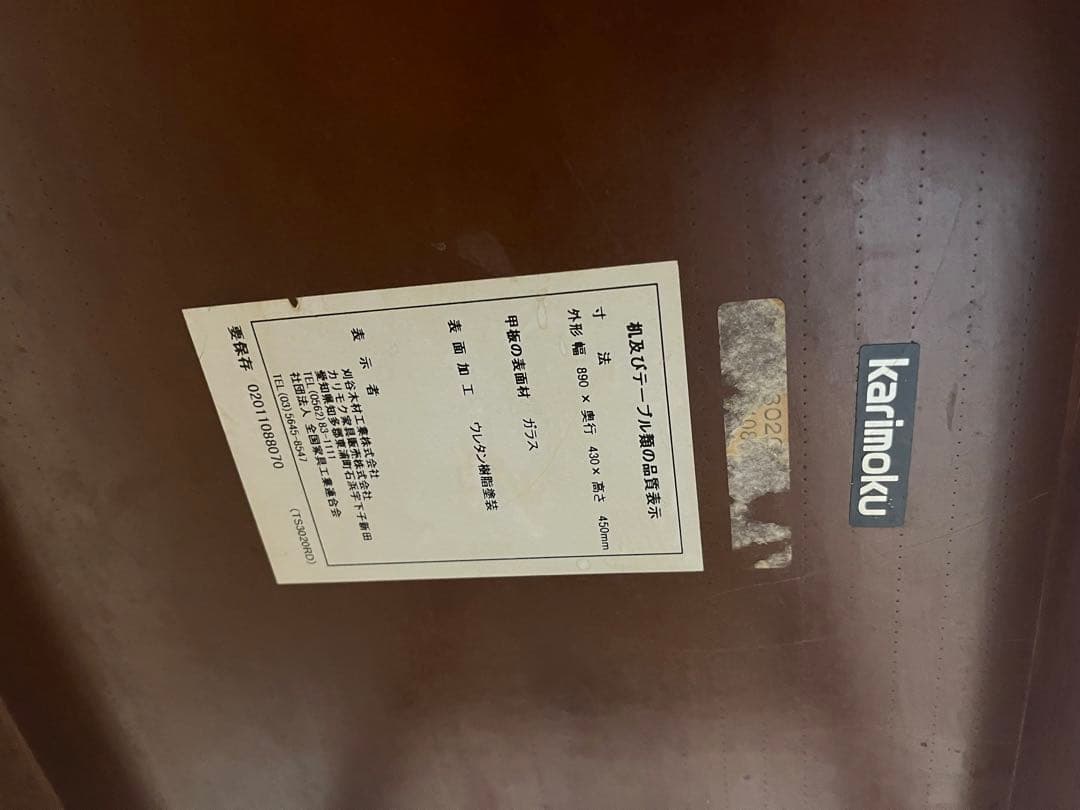 karimoku
3020
08
机及びテーブル類の品質表示
寸法
外形 幅 890 × 奥行 430 × 高さ 450mm
甲板の表面材 ガラス
表面加工 ウレタン樹脂塗装
表示者
刈谷木材工業株式会社
カリモク家具販売株式会社
愛知県知多郡東浦町石浜字下子新田
TEL (0562) 83-1111
社団法人 全国家具工業連合会
TEL (03) 5645-8547
要保存 02011088070
(TS3020RD)